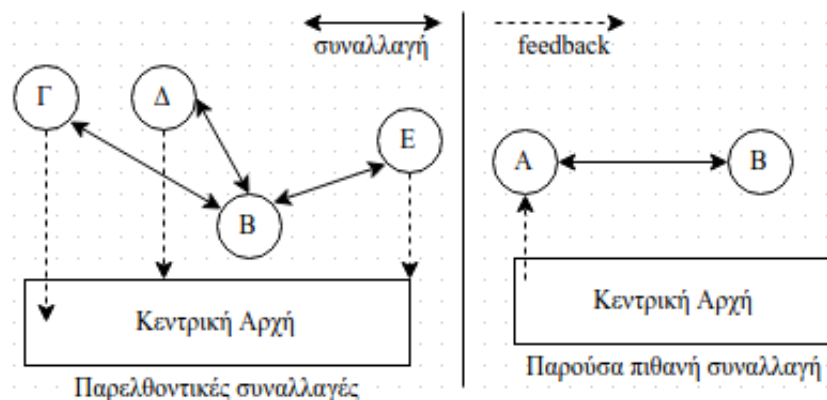 συναλλαγή
feedback
Γ
Δ
Ε
Β
Κεντρική Αρχή
Παρελθοντικές συναλλαγές
Α
Β
Κεντρική Αρχή
Παρούσα πιθανή συναλλαγή